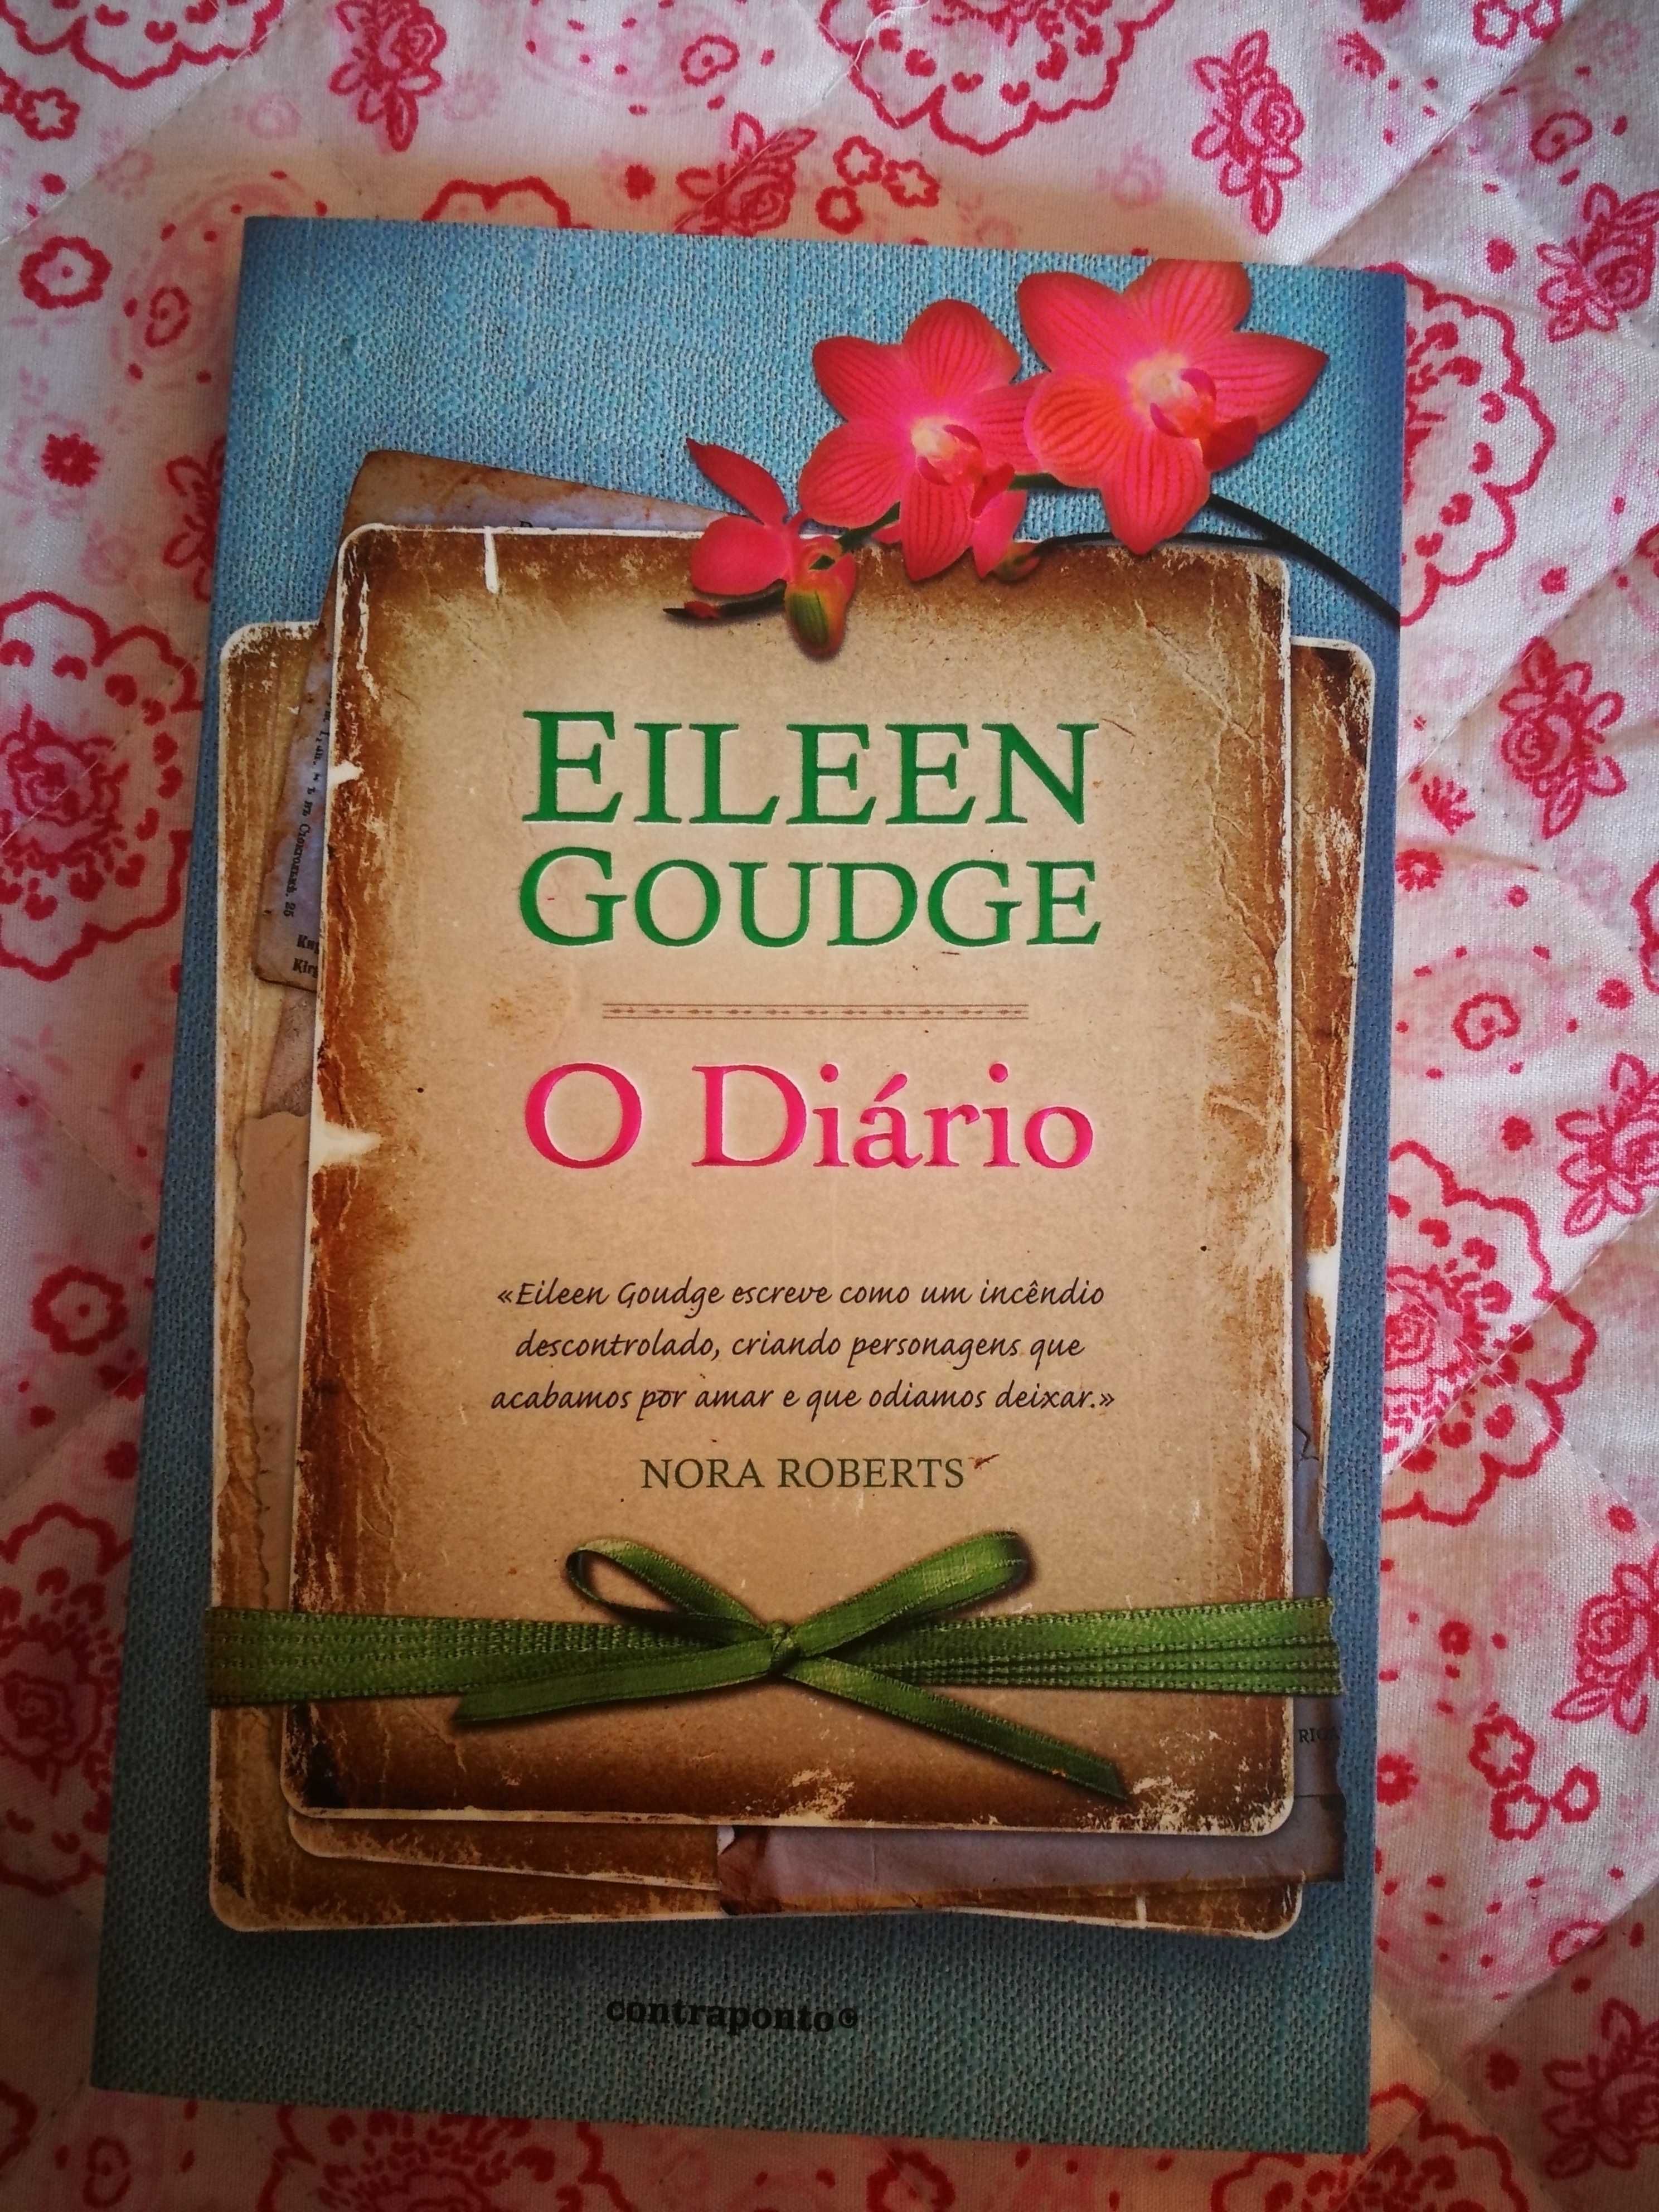 EILEEN
GOUDGE
O Diário
«Eileen Goudge escreve como um incêndio
descontrolado, criando personagens que
acabamos por amar e que odiamos deixar.»
NORA ROBERTS
contraponto